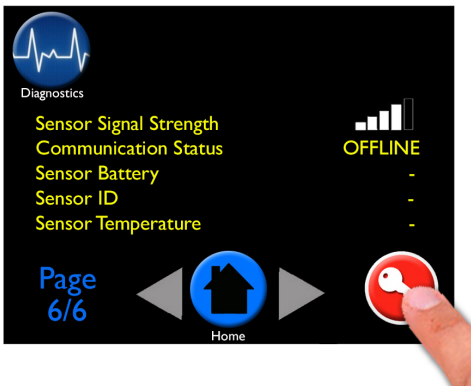 Diagnostics
Sensor Signal Strength
Communication Status OFFLINE
Sensor Battery -
Sensor ID -
Sensor Temperature -
Page
6/6
Home